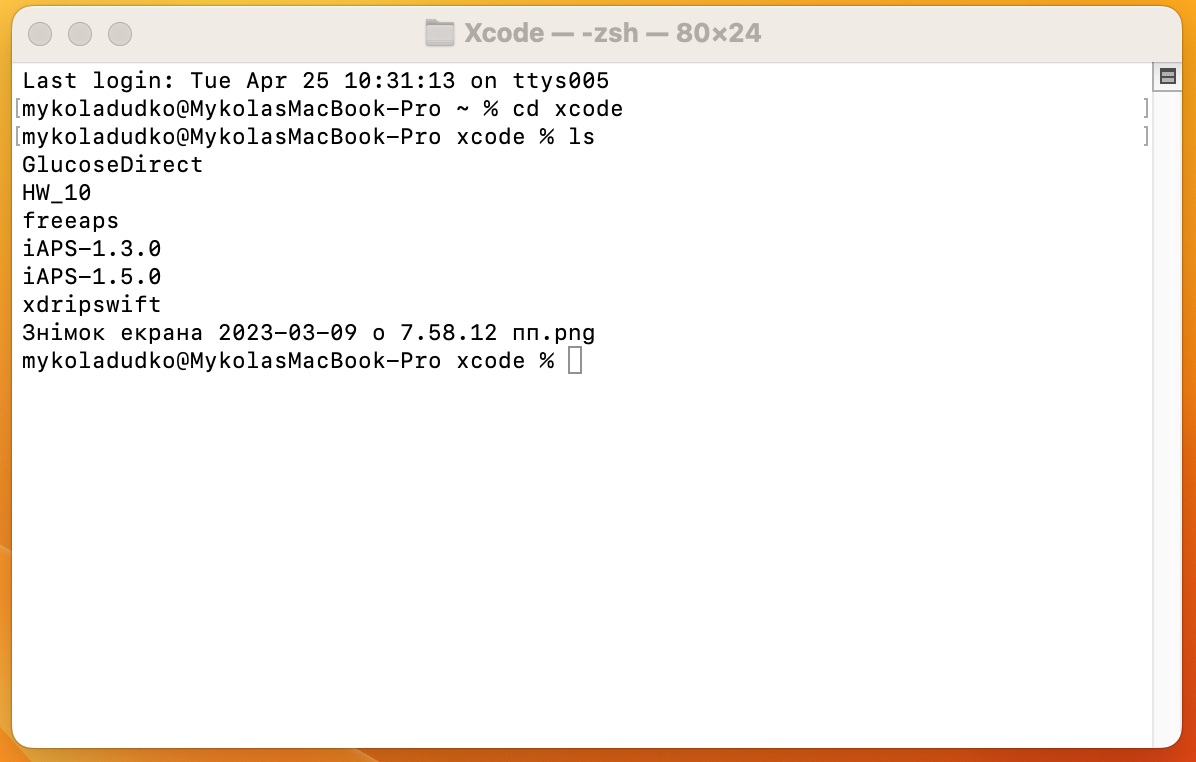 Xcode — -zsh — 80×24
Last login: Tue Apr 25 10:31:13 on ttys005
[mykoladudko@MykolasMacBook-Pro ~ % cd xcode ]
[mykoladudko@MykolasMacBook-Pro xcode % ls ]
GlucoseDirect
HW_10
freeaps
iAPS-1.3.0
iAPS-1.5.0
xdripswift
Знімок екрана 2023-03-09 о 7.58.12 пп.png
mykoladudko@MykolasMacBook-Pro xcode %